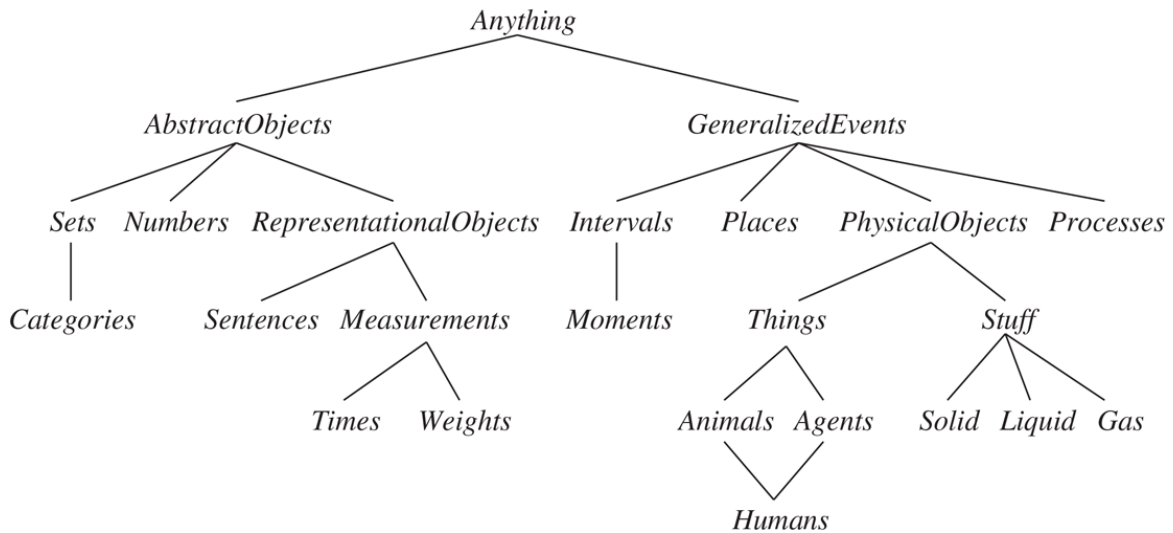 Anything
AbstractObjects GeneralizedEvents
Sets Numbers RepresentationalObjects Intervals Places PhysicalObjects Processes
Categories Sentences Measurements Moments Things Stuff
Times Weights Animals Agents Solid Liquid Gas
Humans